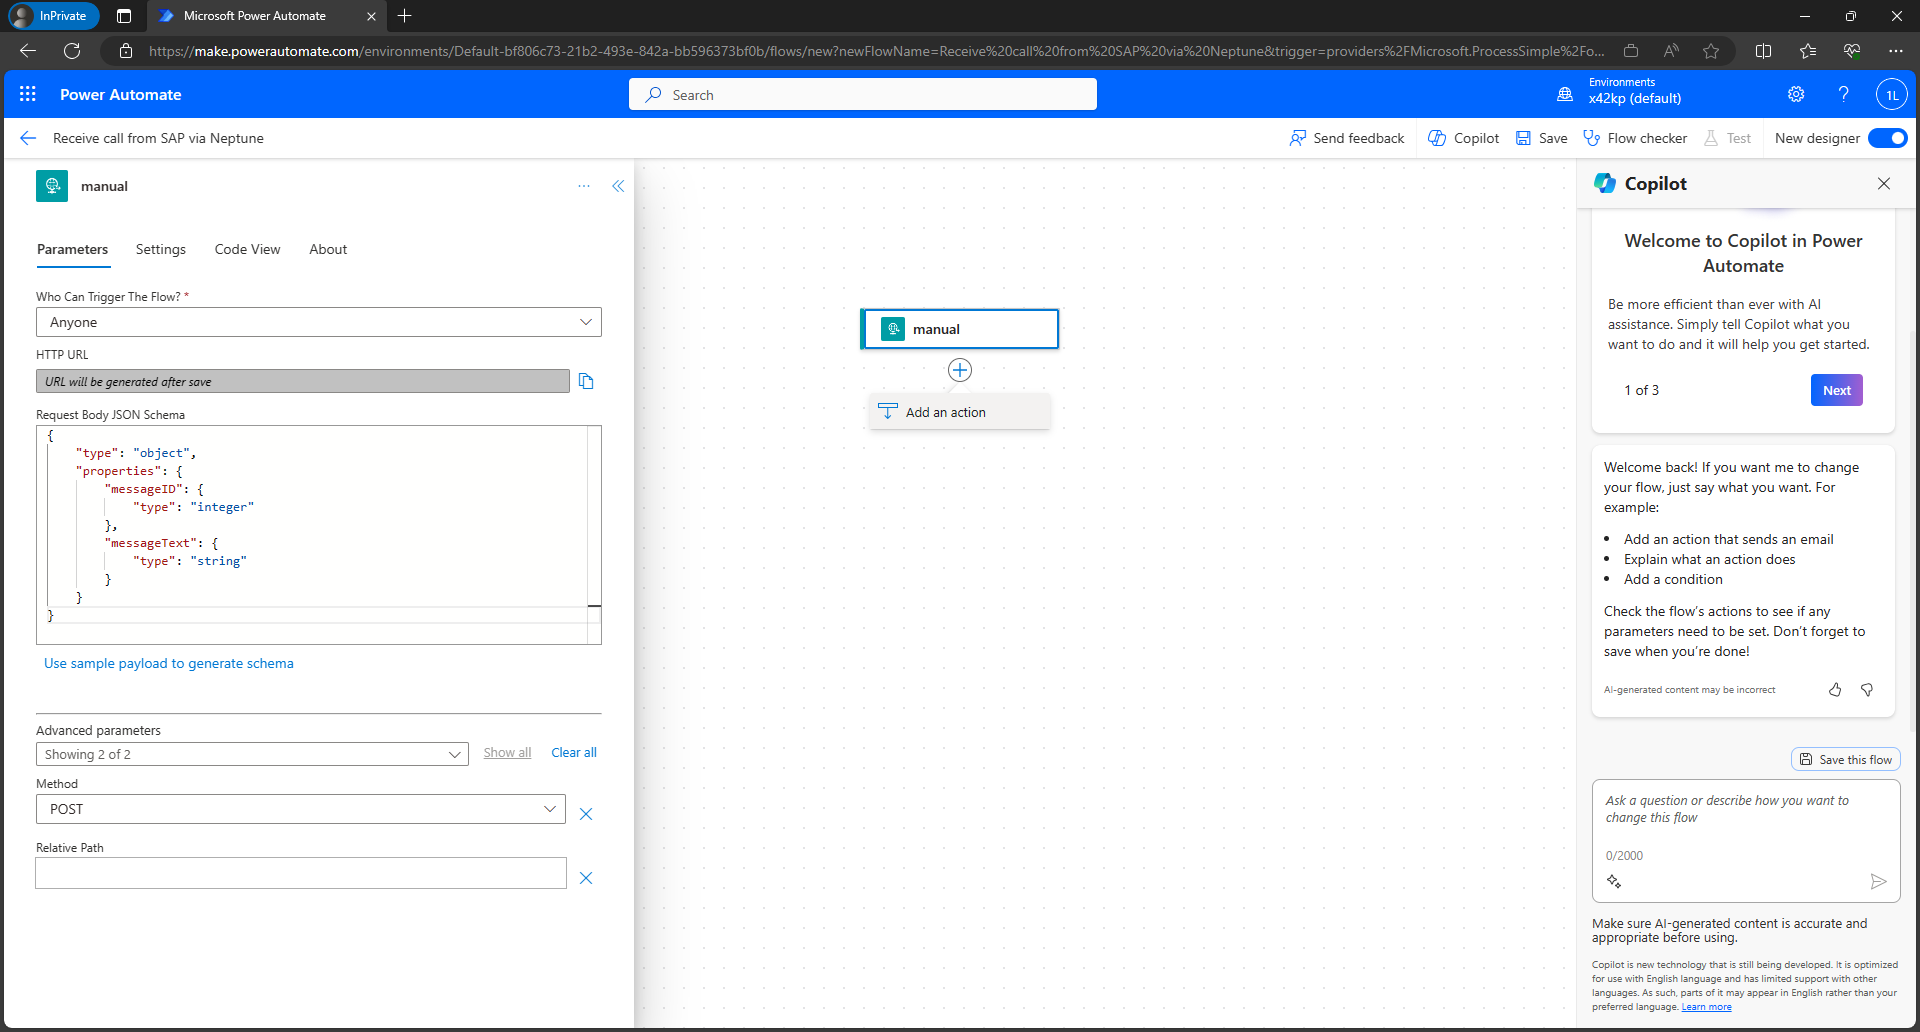 InPrivate
Microsoft Power Automate
https://make.powerautomate.com/environments/Default-bf806c73-21b2-493e-842a-bb596373bf0b/flows/new?newFlowName=Receive%20call%20from%20SAP%20via%20Neptune&trigger=providers%2FMicrosoft.ProcessSimple%2Fo...
Power Automate
Search
Environments
x42kp (default)
1L
Receive call from SAP via Neptune
Send feedback
Copilot
Save
Flow checker
Test
New designer
manual
Parameters
Settings
Code View
About
Who Can Trigger The Flow? *
Anyone
HTTP URL
URL will be generated after save
Request Body JSON Schema
{
"type": "object",
"properties": {
"messageID": {
"type": "integer"
},
"messageText": {
"type": "string"
}
}
}
Use sample payload to generate schema
Advanced parameters
Showing 2 of 2
Show all
Clear all
Method
POST
Relative Path
manual
Add an action
Copilot
Welcome to Copilot in Power
Automate
Be more efficient than ever with AI
assistance. Simply tell Copilot what you
want to do and it will help you get started.
1 of 3
Next
Welcome back! If you want me to change
your flow, just say what you want. For
example:
• Add an action that sends an email
• Explain what an action does
• Add a condition
Check the flow's actions to see if any
parameters need to be set. Don't forget to
save when you're done!
AI-generated content may be incorrect
Save this flow
Ask a question or describe how you want to
change this flow
0/2000
Make sure AI-generated content is accurate and
appropriate before using.
Copilot is new technology that is still being developed. It is optimized
for use with English language and has limited support with other
languages. As such, parts of it may appear in English rather than your
preferred language. Learn more